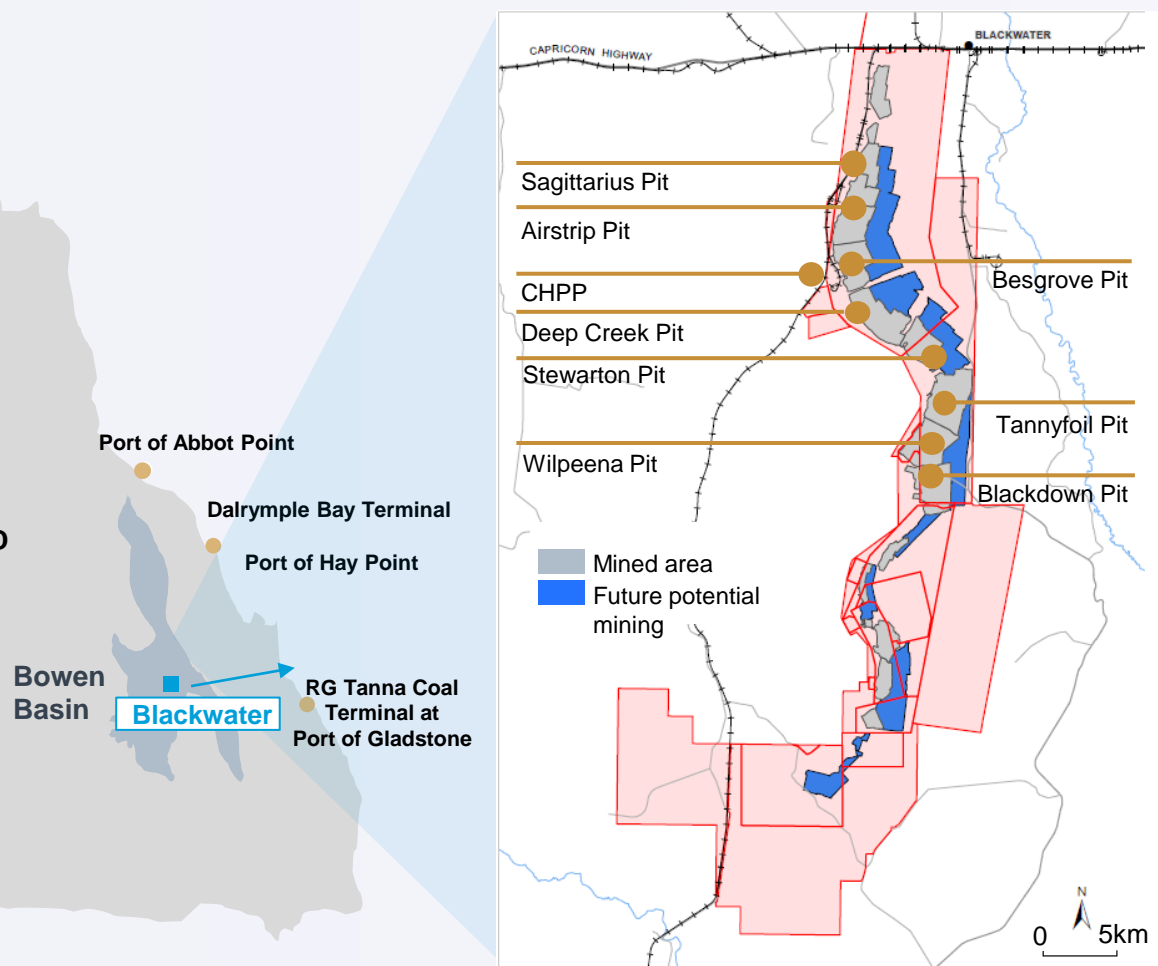 Port of Abbot Point
Dalrymple Bay Terminal
Port of Hay Point
Bowen
Basin
Blackwater
RG Tanna Coal
Terminal at
Port of Gladstone
CAPRICORN HIGHWAY
BLACKWATER
Sagittarius Pit
Airstrip Pit
CHPP
Besgrove Pit
Deep Creek Pit
Stewarton Pit
Tannyfoil Pit
Wilpeena Pit
Blackdown Pit
Mined area
Future potential
mining
N
0 5km